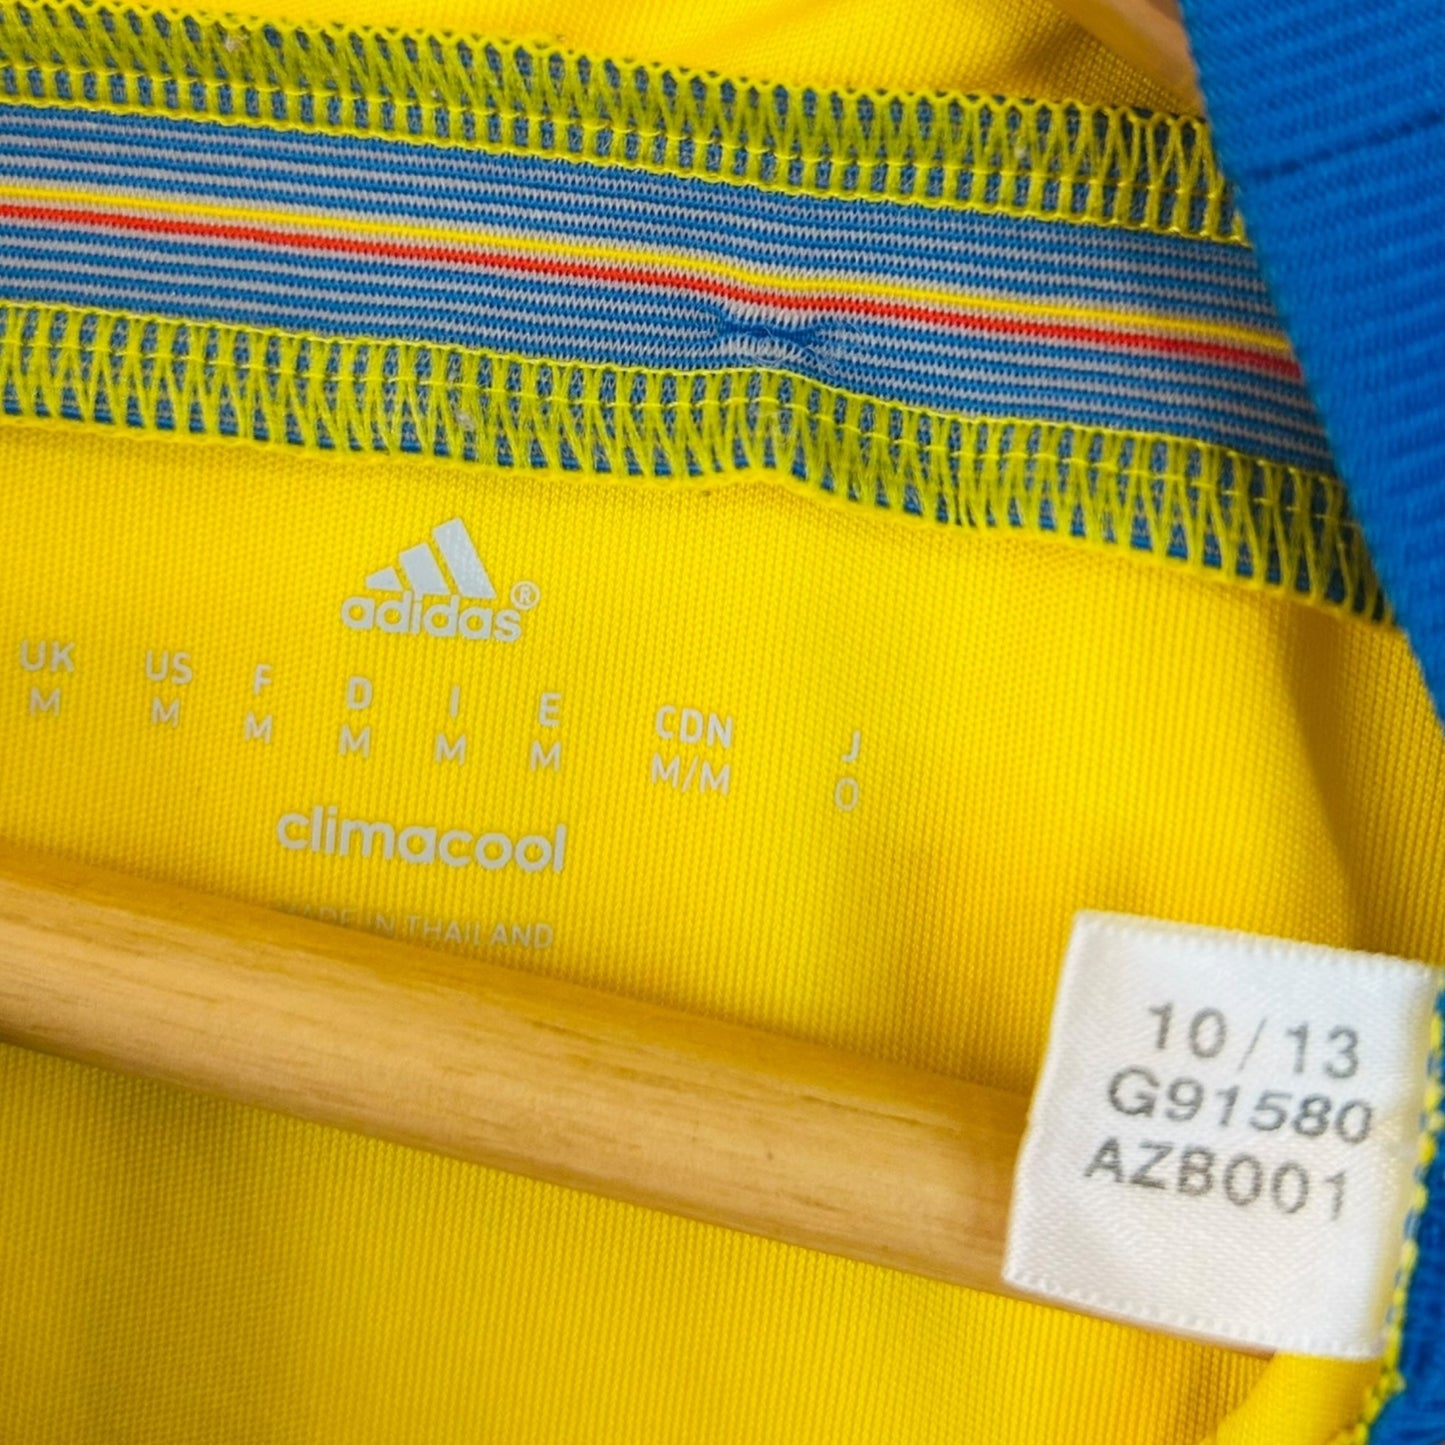 adidas®
UK US F D I E CDN J
M M M M M M M/M O
climacool
MADE IN THAILAND
10/13
G91580
AZB001